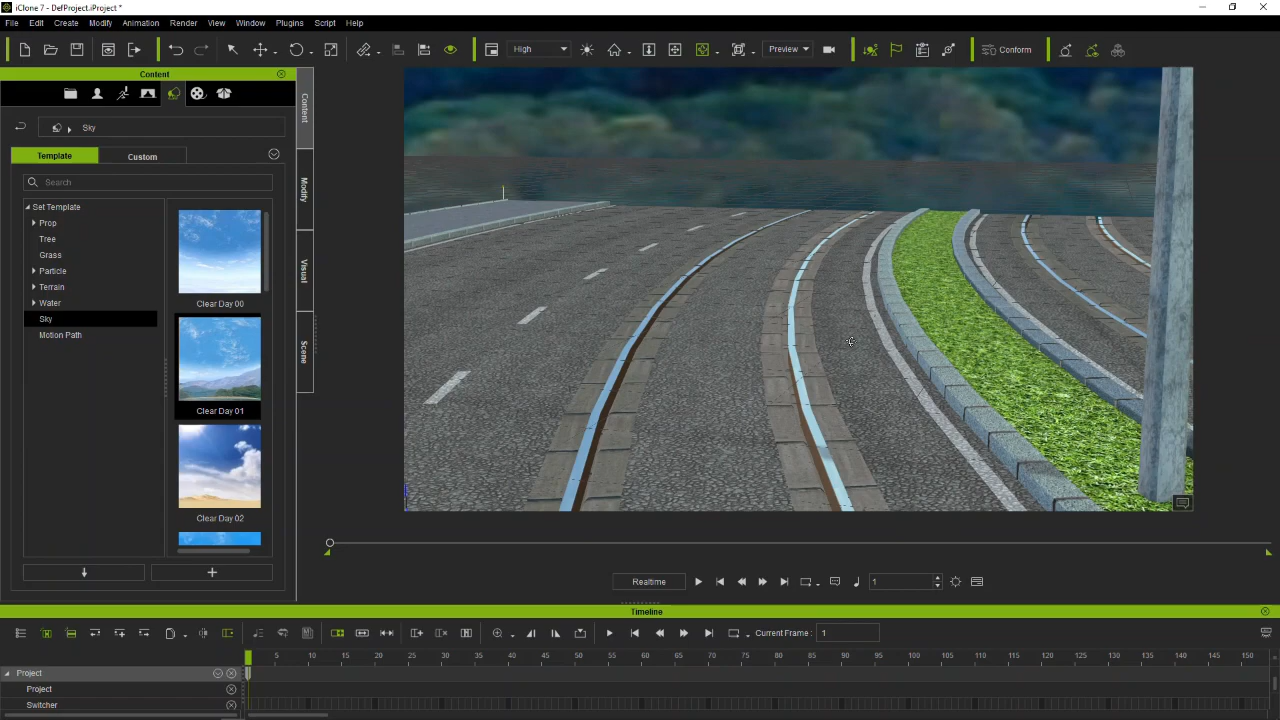 iClone 7 - DefProject.iProject *
File Edit Create Modify Animation Render View Window Plugins Script Help
High Preview Conform
Content
Sky
Template Custom
Search
Set Template
Prop
Tree
Grass
Particle
Terrain
Water
Sky
Motion Path
Clear Day 00
Clear Day 01
Clear Day 02
Content
Modify
Visual
Scene
Realtime 1
Timeline
Current Frame : 1
5 10 15 20 25 30 35 40 45 50 55 60 65 70 75 80 85 90 95 100 105 110 115 120 125 130 135 140 145 150
Project
Project
Switcher